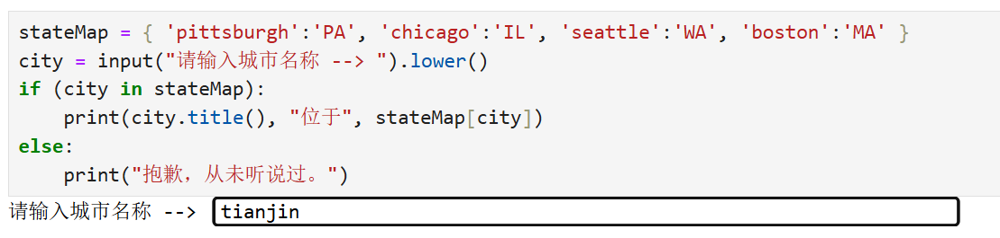 stateMap = { 'pittsburgh':'PA', 'chicago':'IL', 'seattle':'WA', 'boston':'MA' }
city = input("请输入城市名称 --> ").lower()
if (city in stateMap):
    print(city.title(), "位于", stateMap[city])
else:
    print("抱歉，从未听说过。")
请输入城市名称 --> tianjin